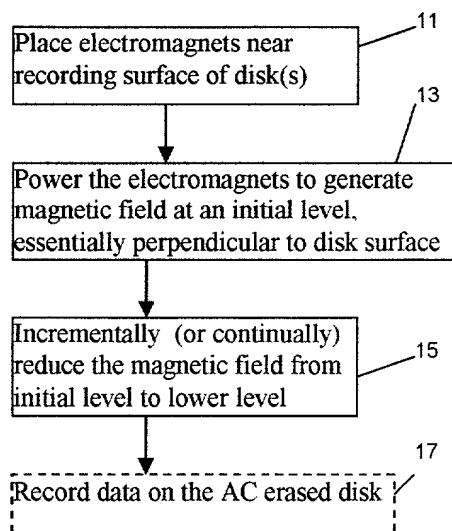 11
Place electromagnets near
recording surface of disk(s)
13
Power the electromagnets to generate
magnetic field at an initial level,
essentially perpendicular to disk surface
Incrementally (or continually)
reduce the magnetic field from
initial level to lower level
15
17
Record data on the AC erased disk